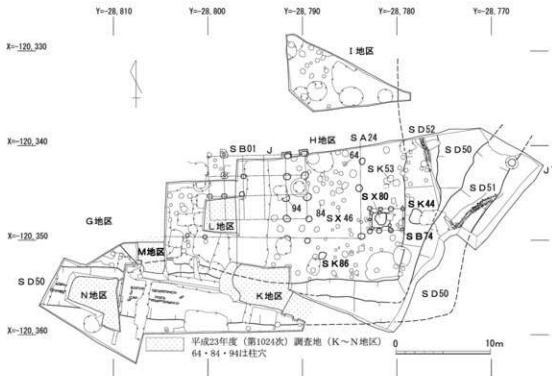 Y=-28,810
Y=-28,800
Y=-28,790
Y=-28,780
Y=-28,770
X=-120,330
I 地区
X=-120,340
SB01
J
H地区
SA24
64
SD52
SD50
SK53
J'
SD51
SX80
94
84
SX46
SK44
L地区
G地区
SB74
X=-120,350
M地区
SK86
SD50
N地区
K地区
SD50
X=-120,360
平成23年度(第1024次)調査地(K~N地区)
64・84・94は柱穴
0
10m